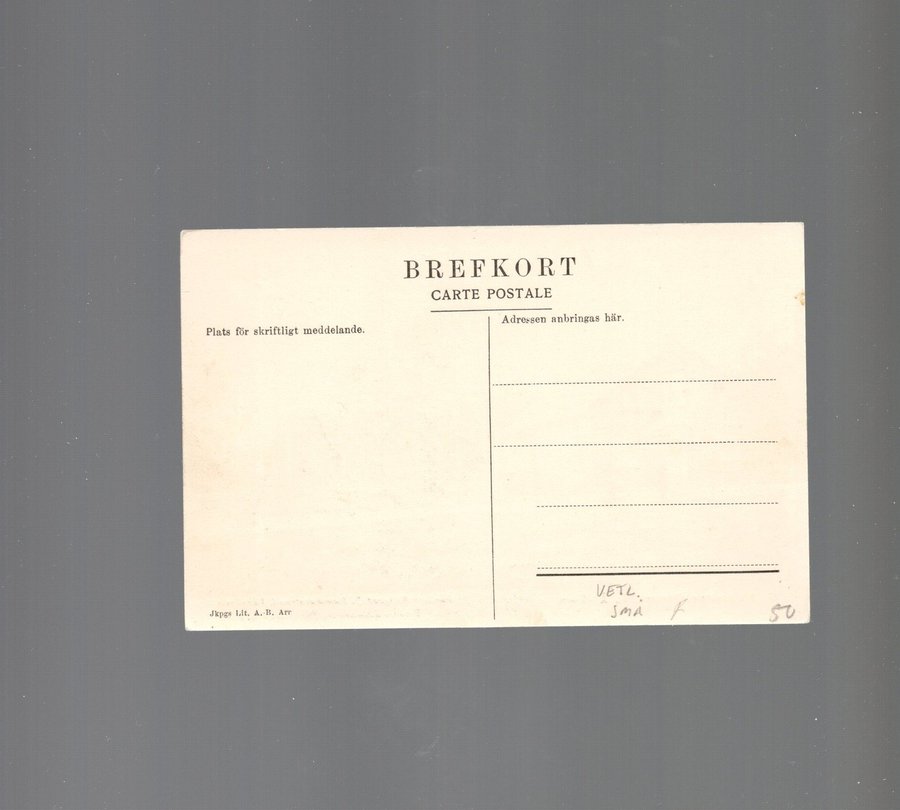 BREFKORT
CARTE POSTALE
Plats för skriftligt meddelande.
Adressen anbringas här.
Jkpgs Lit. A.-B. Arr
VETL.
SMÅ
50